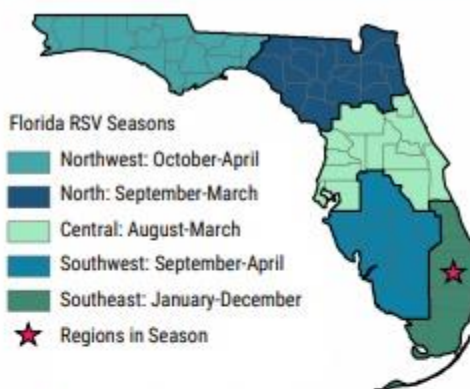 Florida RSV Seasons
Northwest: October-April
North: September-March
Central: August-March
Southwest: September-April
Southeast: January-December
Regions in Season